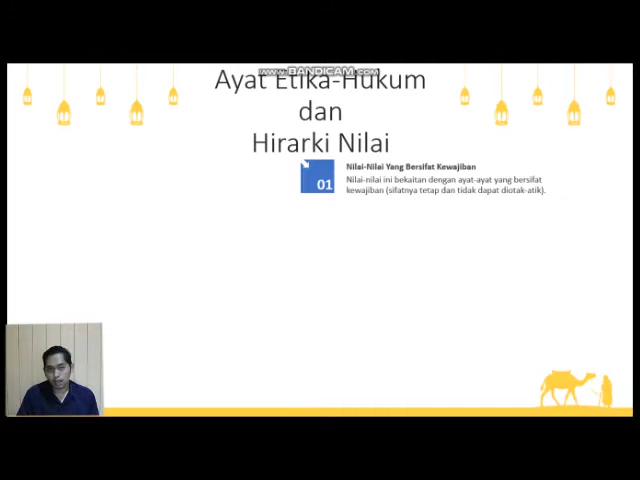 www.BANDICAM.com
Ayat Etika-Hukum
dan
Hirarki Nilai
01
Nilai-Nilai Yang Bersifat Kewajiban
Nilai-nilai ini bekaitan dengan ayat-ayat yang bersifat
kewajiban (sifatnya tetap dan tidak dapat diotak-atik).